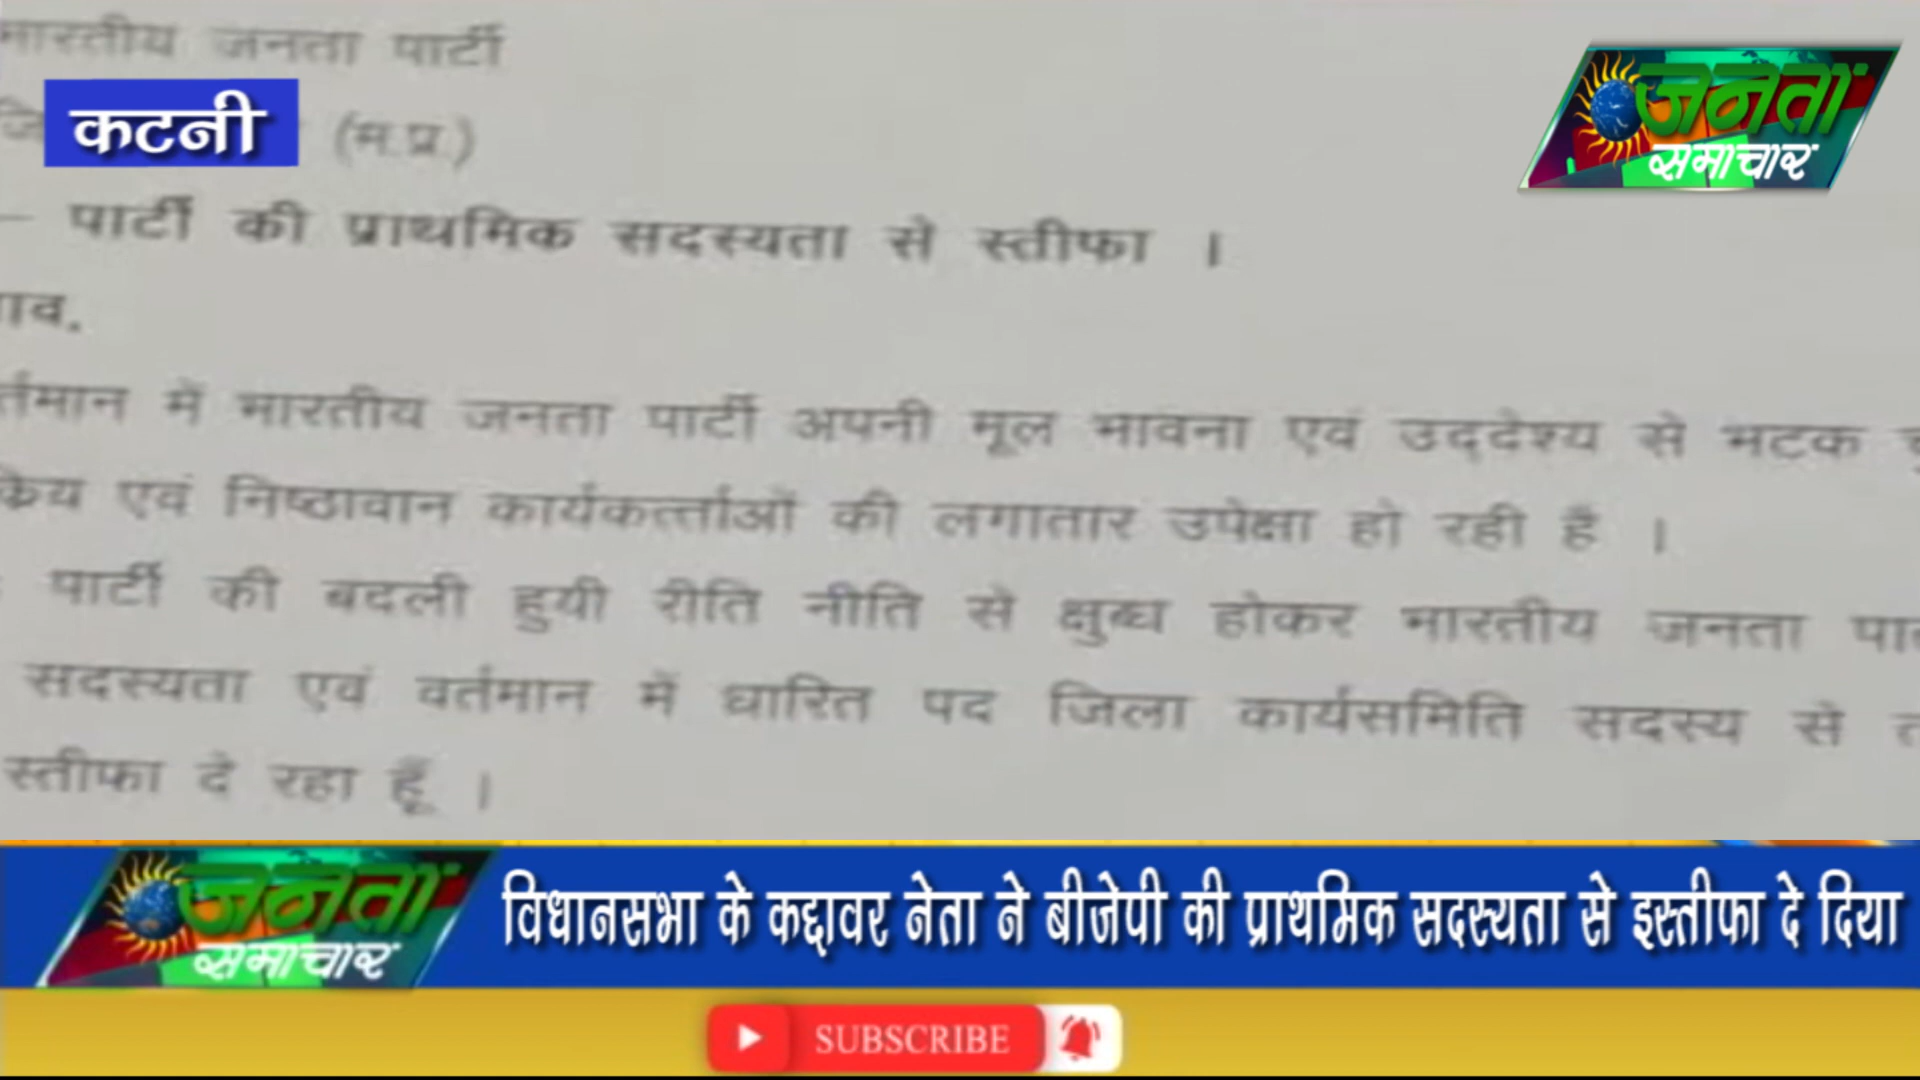 भारतीय जनता पार्टी
कटनी
(म.प्र.)
जनता
समाचार
– पार्टी की प्राथमिक सदस्यता से स्तीफा ।
र्तमान में भारतीय जनता पार्टी अपनी मूल भावना एवं उद्देश्य से भटक
क्रिय एवं निष्ठावान कार्यकर्त्ताओं की लगातार उपेक्षा हो रही है ।
पार्टी की बदली हुयी रीति नीति से क्षुब्ध होकर भारतीय जनता
सदस्यता एवं वर्तमान में धारित पद जिला कार्यसमिति सदस्य से
स्तीफा दे रहा हूँ ।
जनता
समाचार
विधानसभा के कद्दावर नेता ने बीजेपी की प्राथमिक सदस्यता से इस्तीफा दे दिया
SUBSCRIBE